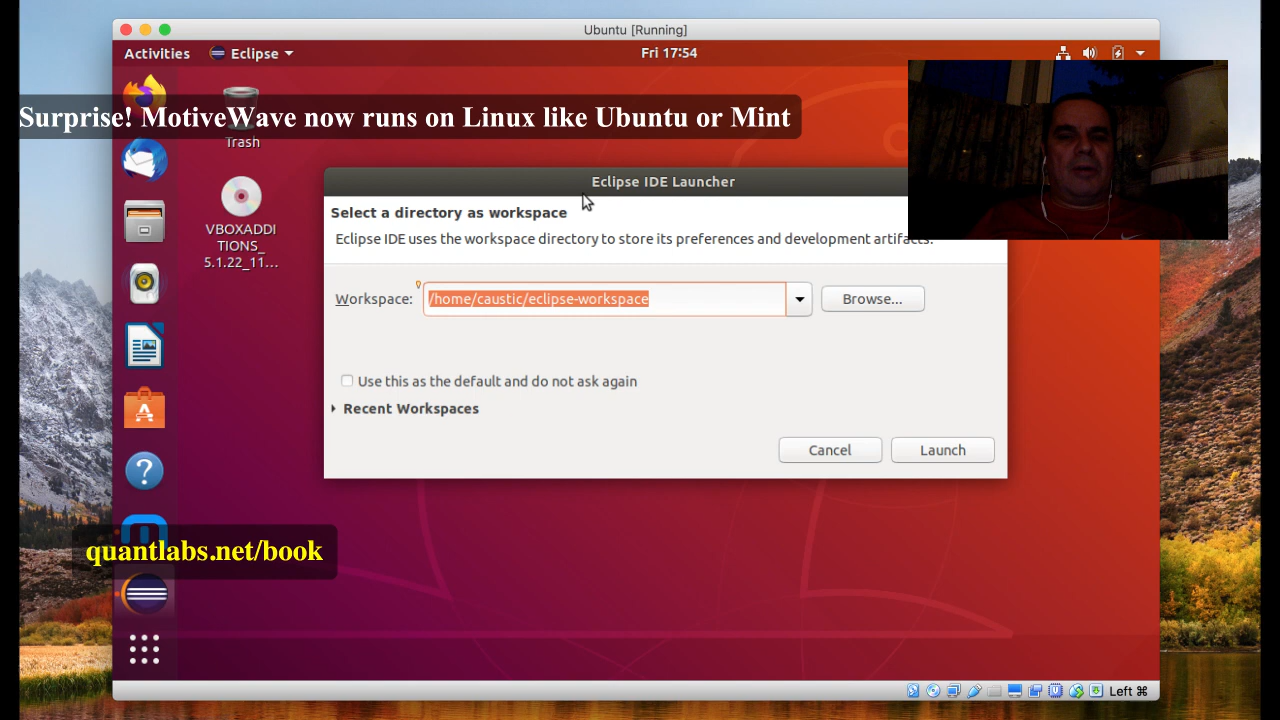 Ubuntu [Running]
Activities
Eclipse
Fri 17:54
Surprise! MotiveWave now runs on Linux like Ubuntu or Mint
Trash
VBOXADDI
TIONS_
5.1.22_11...
Eclipse IDE Launcher
Select a directory as workspace
Eclipse IDE uses the workspace directory to store its preferences and development artifacts.
Workspace:
/home/caustic/eclipse-workspace
Browse...
Use this as the default and do not ask again
Recent Workspaces
Cancel
Launch
quantlabs.net/book
Left ⌘